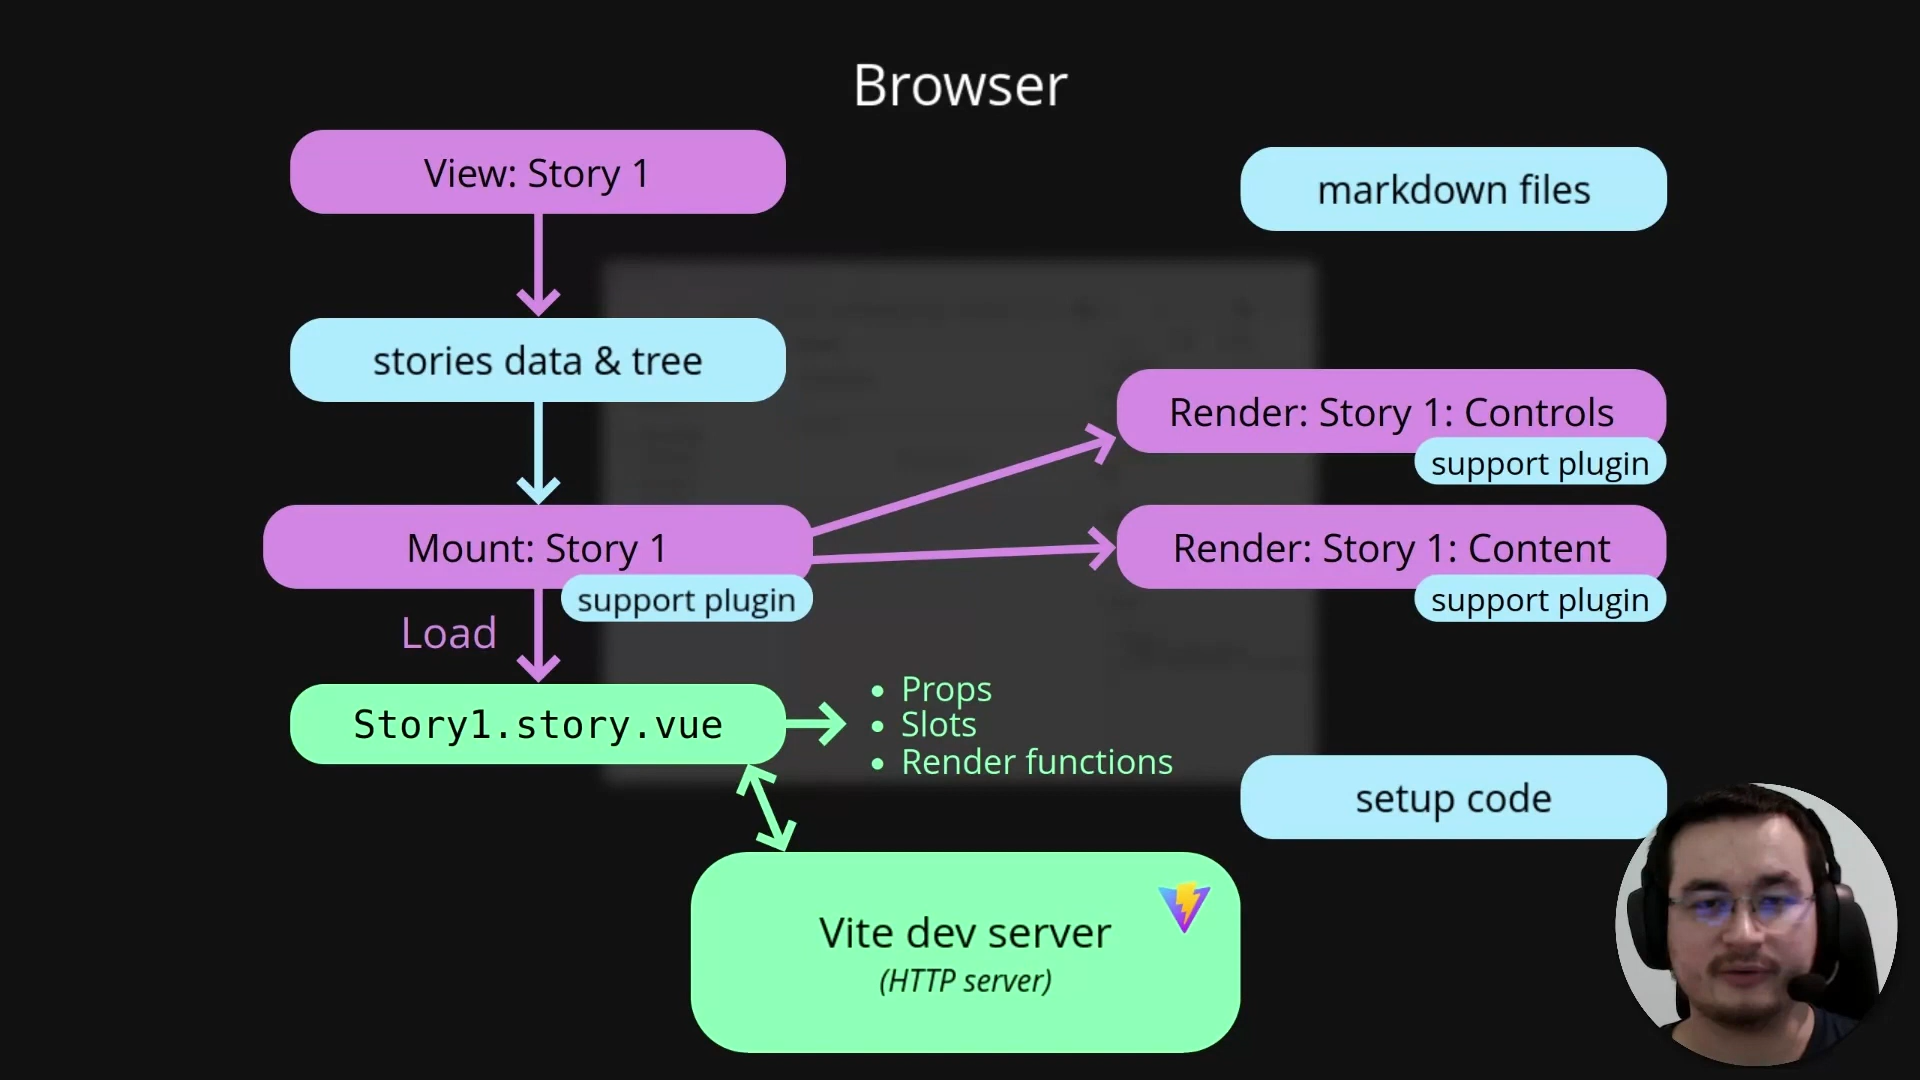 Browser
View: Story 1
markdown files
stories data & tree
Render: Story 1: Controls
support plugin
Mount: Story 1
support plugin
Render: Story 1: Content
support plugin
Load
Story1.story.vue
• Props
• Slots
• Render functions
setup code
Vite dev server
(HTTP server)